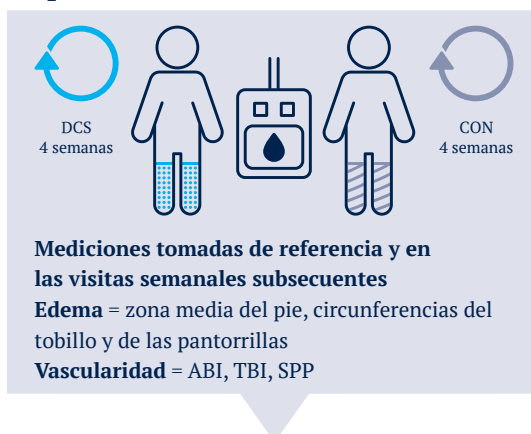 DCS
4 semanas
CON
4 semanas
Mediciones tomadas de referencia y en
las visitas semanales subsecuentes
Edema = zona media del pie, circunferencias del
tobillo y de las pantorrillas
Vascularidad = ABI, TBI, SPP